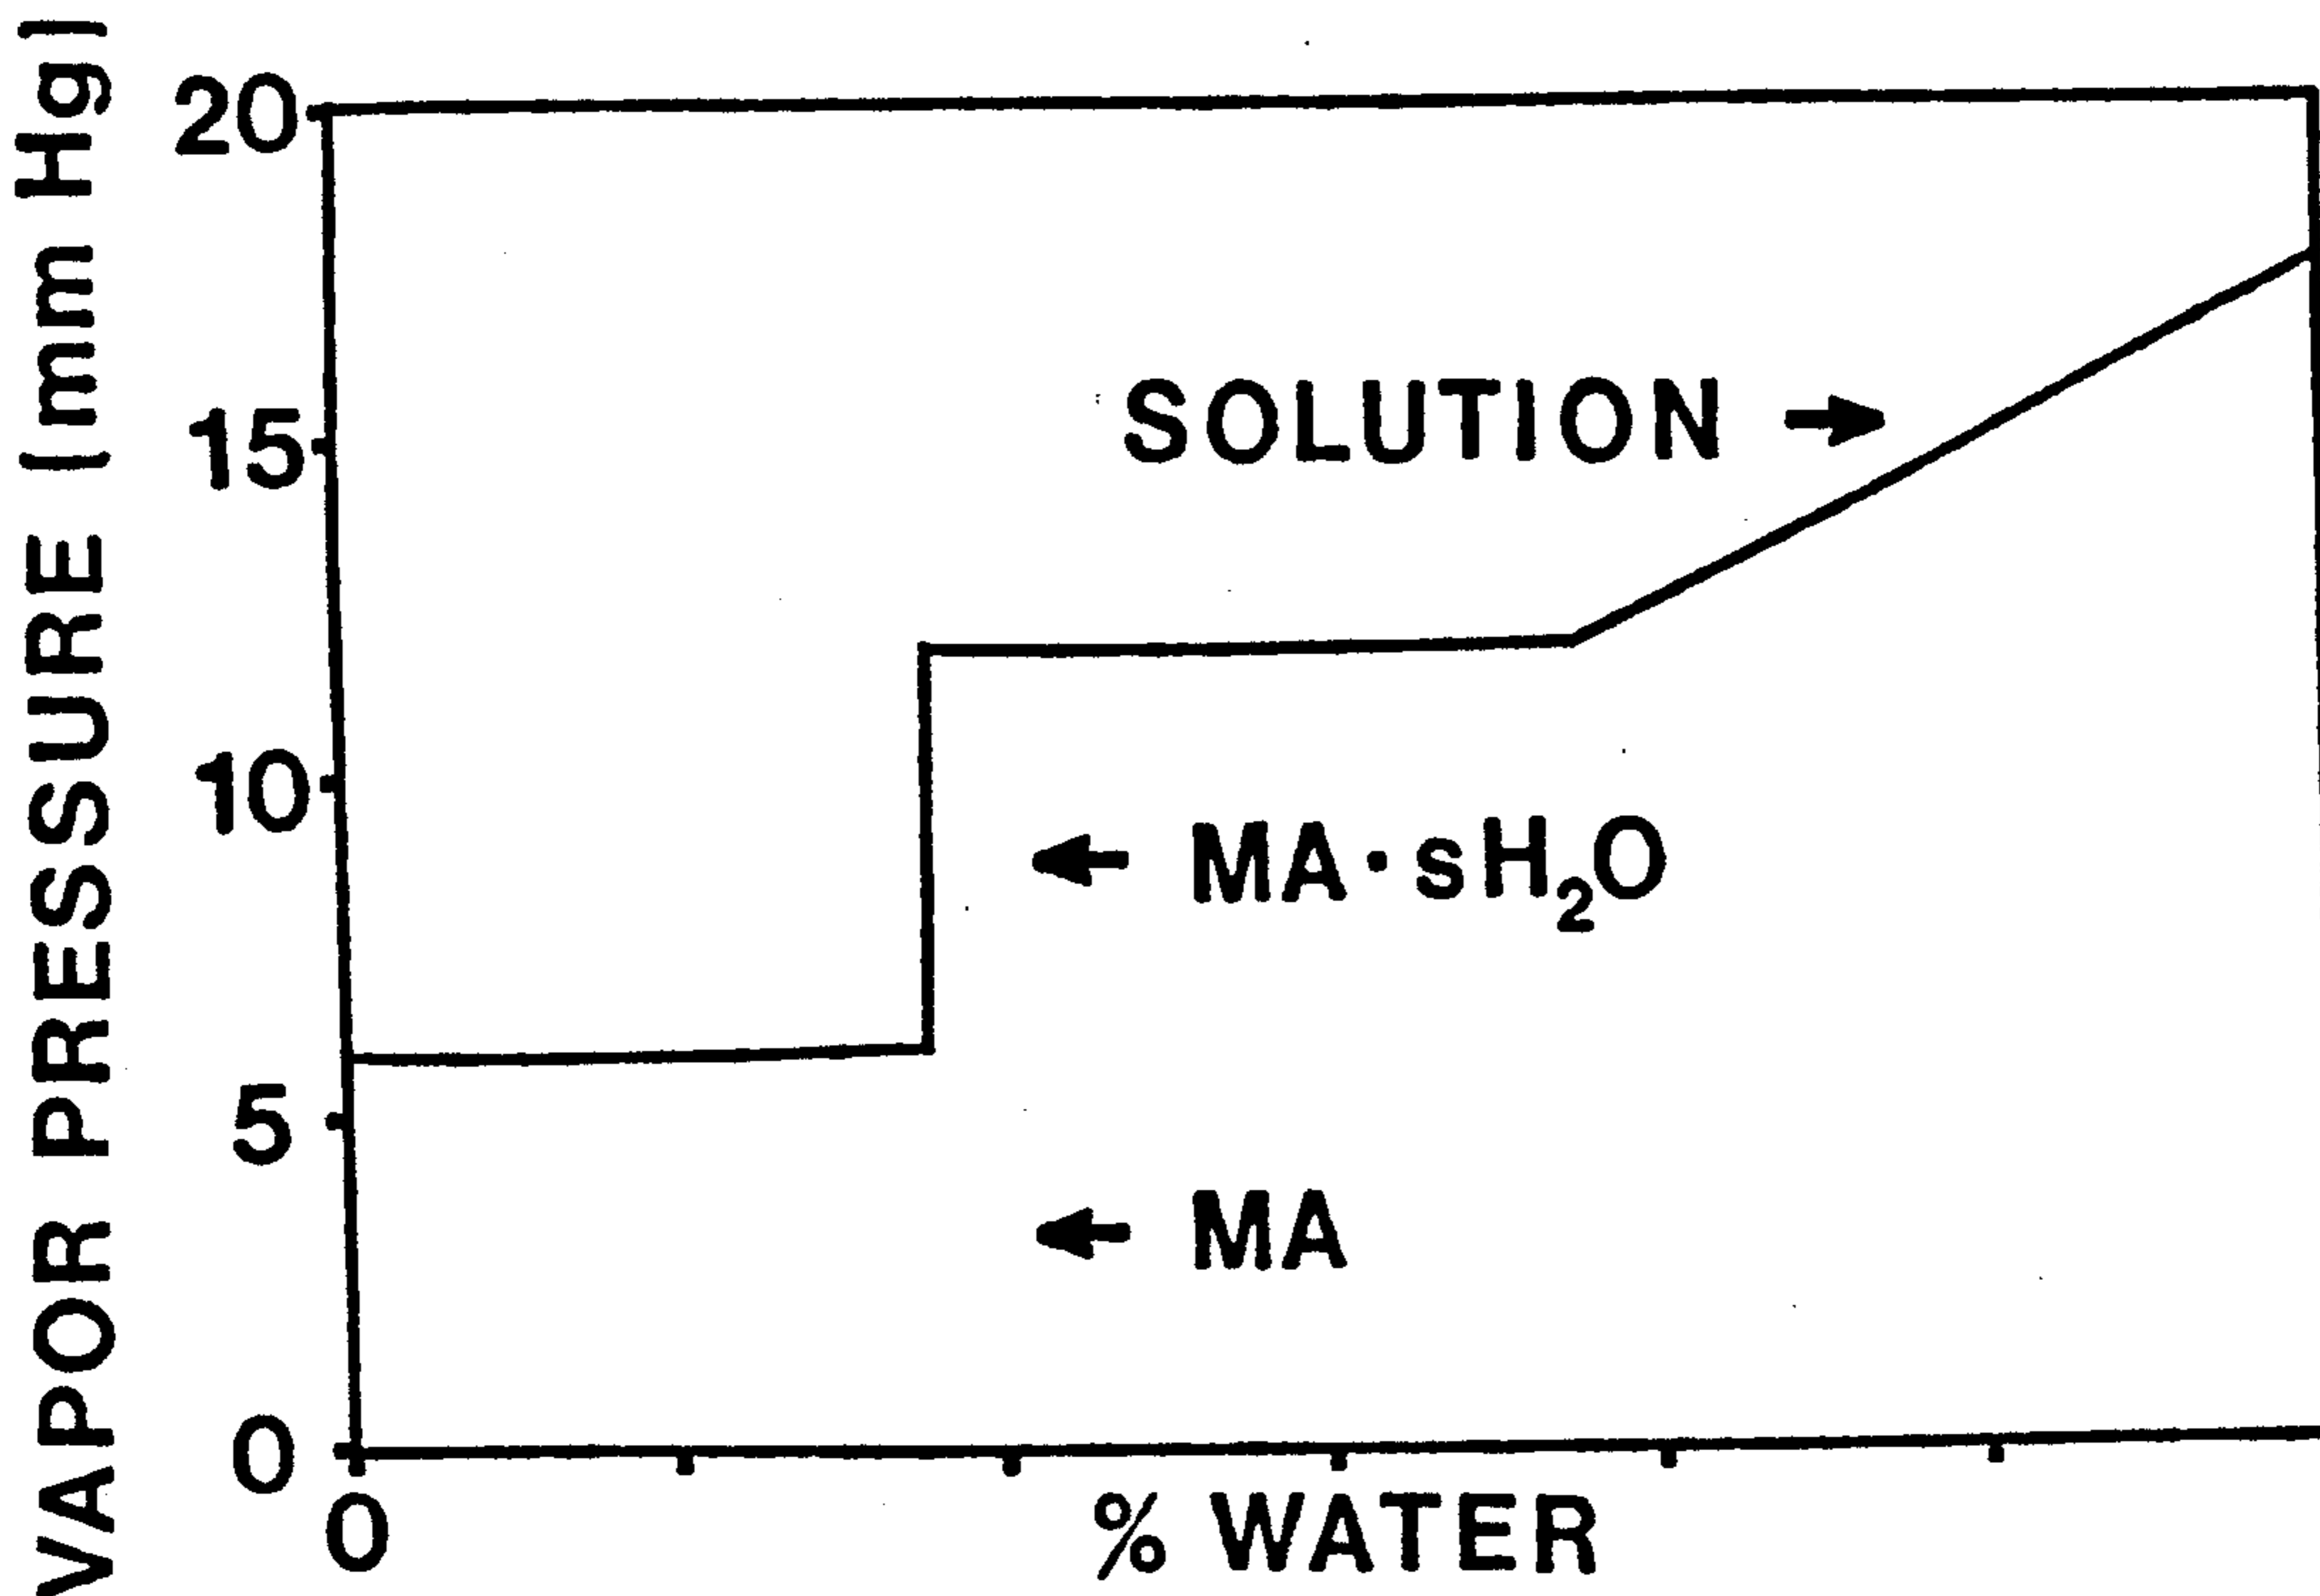 VAPOR PRESSURE (mm Hg)
20
15
10
5
0
SOLUTION →
← MA·sH₂O
← MA
0
% WATER